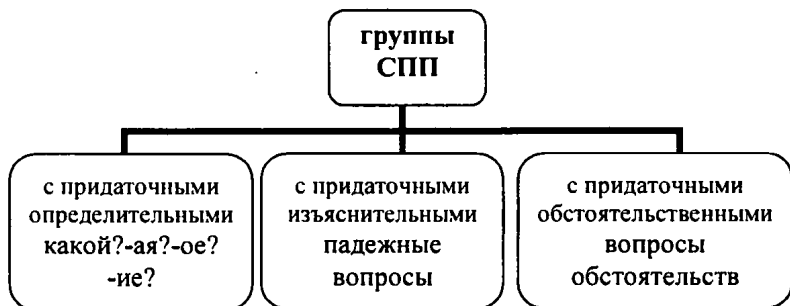 группы
СПП
с придаточными
определительными
какой?-ая?-ое?
-ие?
с придаточными
изъяснительными
падежные
вопросы
с придаточными
обстоятельственными
вопросы
обстоятельств